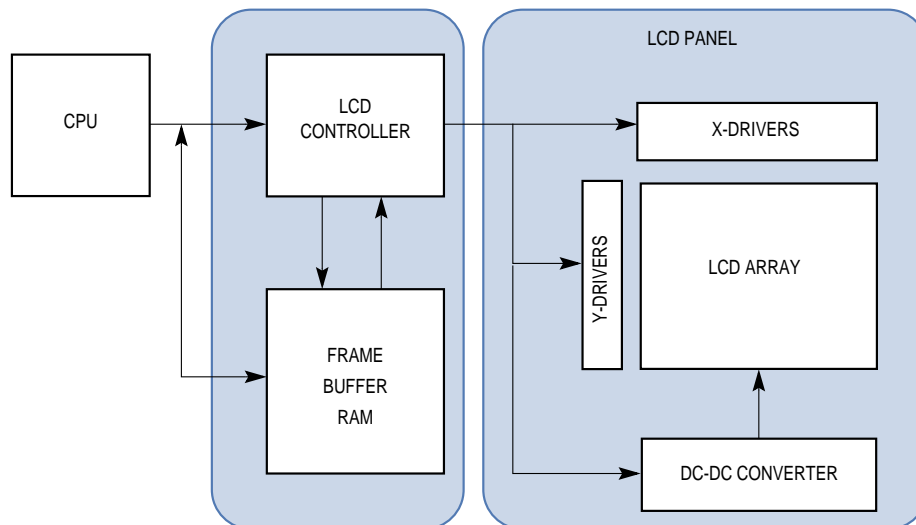 LCD PANEL
CPU
LCD
CONTROLLER
X-DRIVERS
Y-DRIVERS
LCD ARRAY
FRAME
BUFFER
RAM
DC-DC CONVERTER